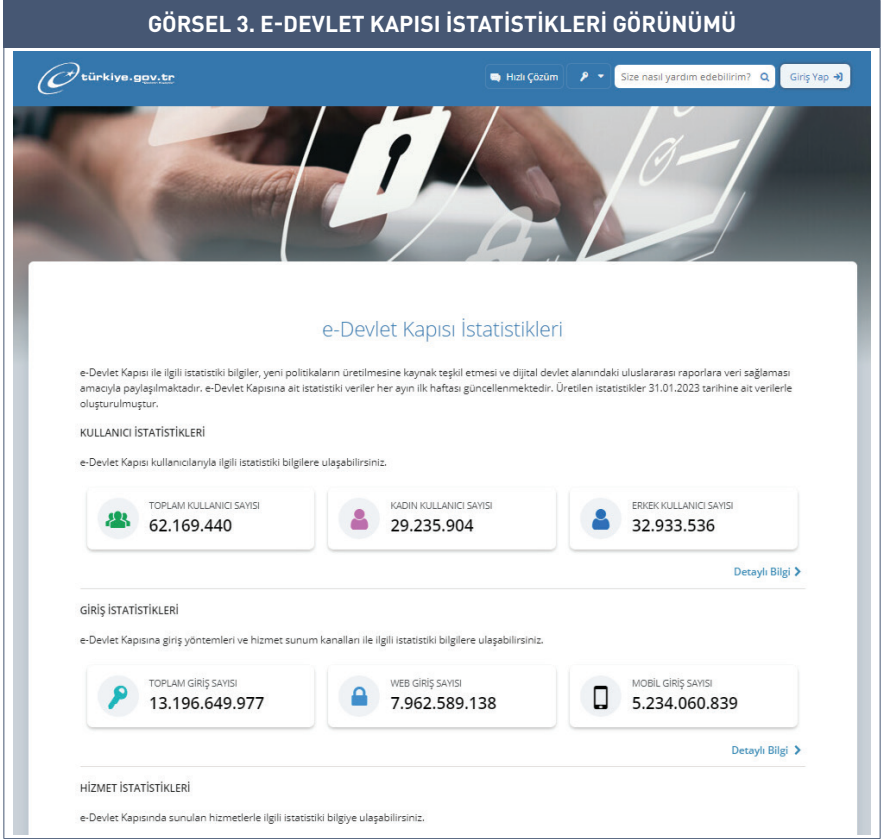 GÖRSEL 3. E-DEVLET KAPISI İSTATİSTİKLERİ GÖRÜNÜMÜ
türkiye.gov.tr
Hızlı Çözüm
Size nasıl yardım edebilirim?
Giriş Yap
e-Devlet Kapısı İstatistikleri
e-Devlet Kapısı ile ilgili istatistiki bilgiler, yeni politikaların üretilmesine kaynak teşkil etmesi ve dijital devlet alanındaki uluslararası raporlara veri sağlaması
amacıyla paylaşılmaktadır. e-Devlet Kapısına ait istatistiki veriler her ayın ilk haftası güncellenmektedir. Üretilen istatistikler 31.01.2023 tarihine ait verilerle
oluşturulmuştur.
KULLANICI İSTATİSTİKLERİ
e-Devlet Kapısı kullanıcılarıyla ilgili istatistiki bilgilere ulaşabilirsiniz.
TOPLAM KULLANICI SAYISI
62.169.440
KADIN KULLANICI SAYISI
29.235.904
ERKEK KULLANICI SAYISI
32.933.536
Detaylı Bilgi
GİRİŞ İSTATİSTİKLERİ
e-Devlet Kapısına giriş yöntemleri ve hizmet sunum kanalları ile ilgili istatistiki bilgilere ulaşabilirsiniz.
TOPLAM GİRİŞ SAYISI
13.196.649.977
WEB GİRİŞ SAYISI
7.962.589.138
MOBİL GİRİŞ SAYISI
5.234.060.839
Detaylı Bilgi
HİZMET İSTATİSTİKLERİ
e-Devlet Kapısında sunulan hizmetlerle ilgili istatistiki bilgiye ulaşabilirsiniz.